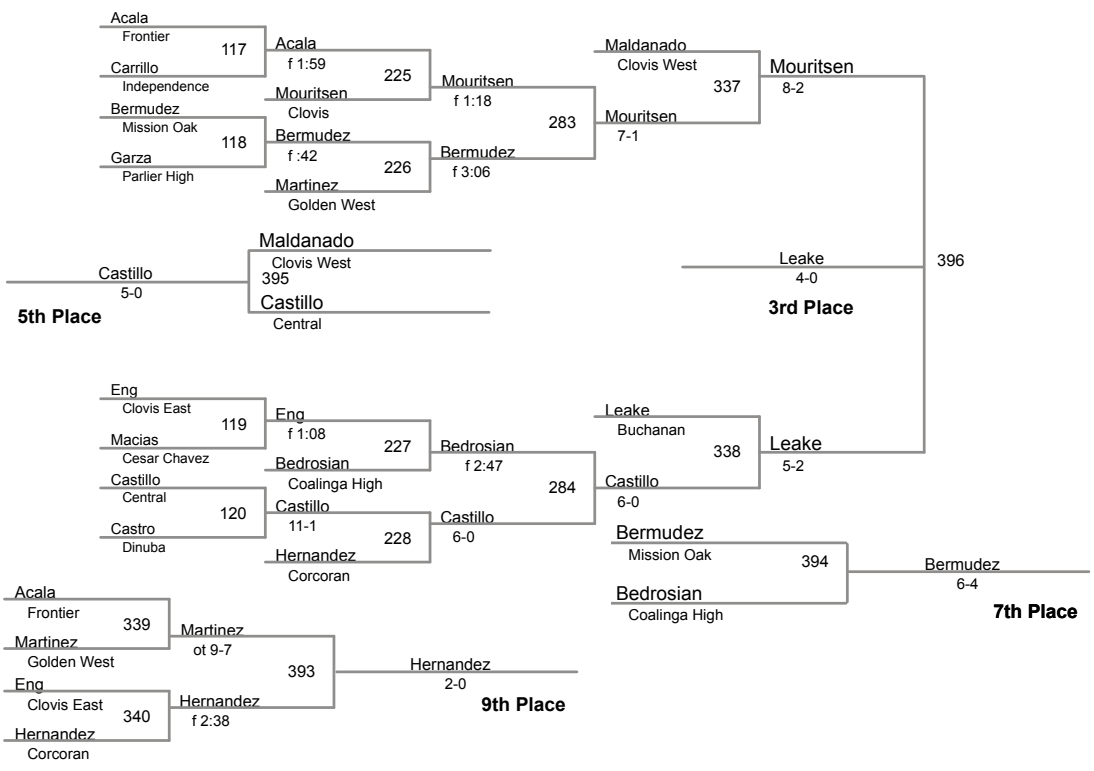 Acala
Frontier
117
Carrillo
Independence
Bermudez
Mission Oak
118
Garza
Parlier High
Acala
f 1:59
225
Mouritsen
Clovis
Bermudez
f :42
226
Martinez
Golden West
Mouritsen
f 1:18
283
Bermudez
f 3:06
Maldanado
Clovis West
337
Mouritsen
7-1
Mouritsen
8-2
Maldanado
Clovis West
395
Castillo
Central
Castillo
5-0
5th Place
396
Leake
4-0
3rd Place
Eng
Clovis East
119
Macias
Cesar Chavez
Castillo
Central
120
Castro
Dinuba
Eng
f 1:08
227
Bedrosian
Coalinga High
Castillo
11-1
228
Hernandez
Corcoran
Bedrosian
f 2:47
284
Castillo
6-0
Leake
Buchanan
338
Castillo
6-0
Leake
5-2
Bermudez
Mission Oak
394
Bedrosian
Coalinga High
Bermudez
6-4
7th Place
Acala
Frontier
339
Martinez
Golden West
Eng
Clovis East
340
Hernandez
Corcoran
Martinez
ot 9-7
393
Hernandez
f 2:38
Hernandez
2-0
9th Place